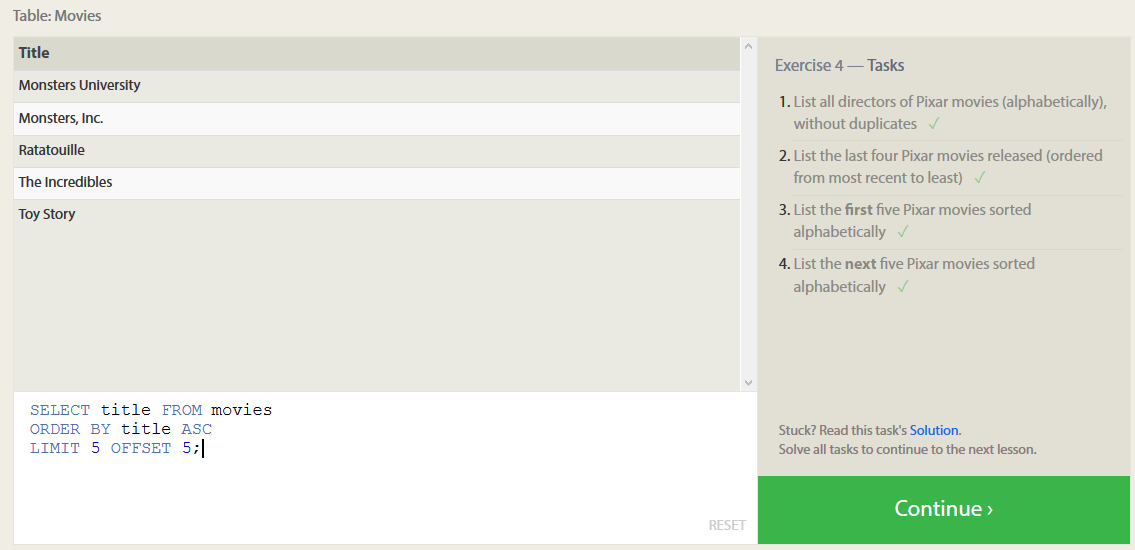 Table: Movies
Title
Monsters University
Monsters, Inc.
Ratatouille
The Incredibles
Toy Story
SELECT title FROM movies
ORDER BY title ASC
LIMIT 5 OFFSET 5;
RESET
Exercise 4 — Tasks
1. List all directors of Pixar movies (alphabetically),
without duplicates ✓
2. List the last four Pixar movies released (ordered
from most recent to least) ✓
3. List the first five Pixar movies sorted
alphabetically ✓
4. List the next five Pixar movies sorted
alphabetically ✓
Stuck? Read this task's Solution.
Solve all tasks to continue to the next lesson.
Continue ›